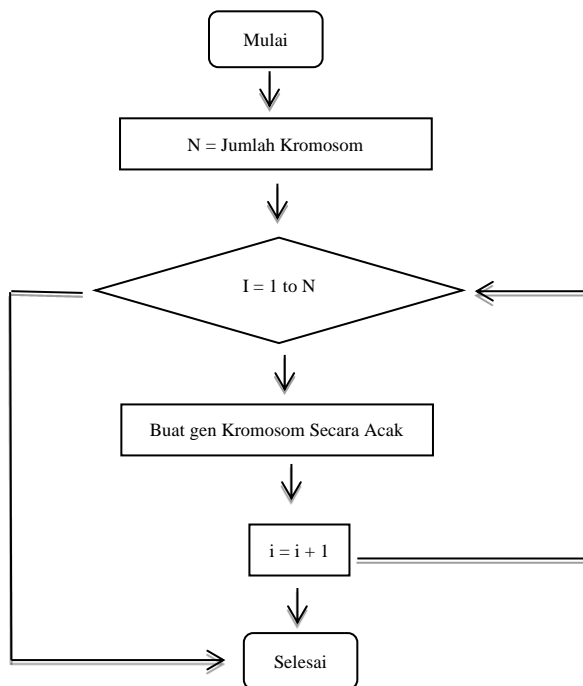 Mulai
N = Jumlah Kromosom
I = 1 to N
Buat gen Kromosom Secara Acak
i = i + 1
Selesai